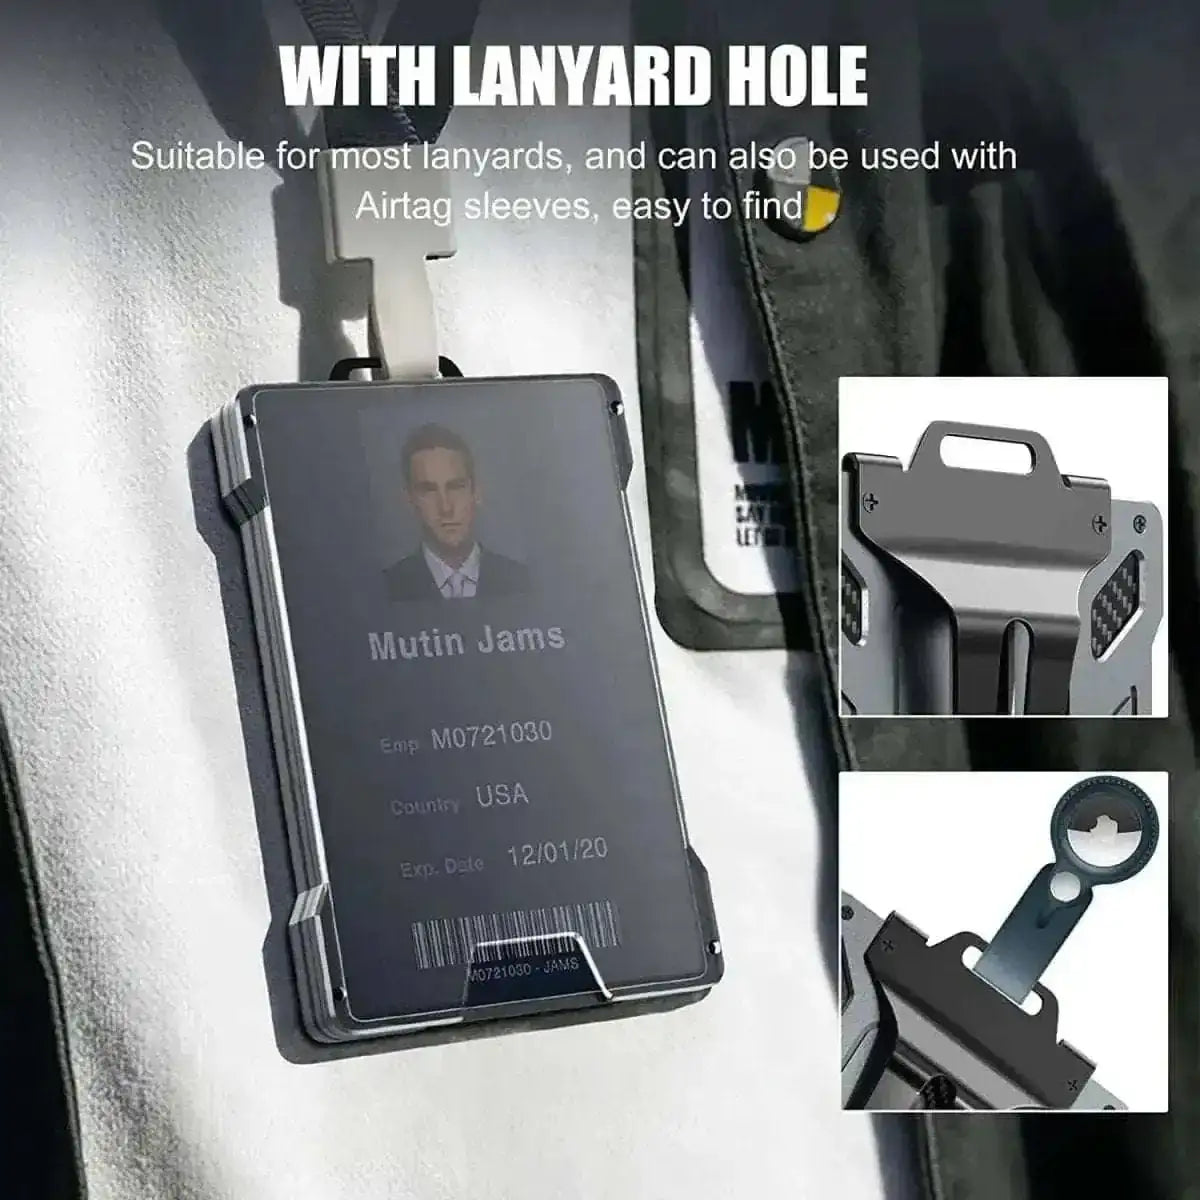 WITH LANYARD HOLE
Suitable for most lanyards, and can also be used with
Airtag sleeves, easy to find
Mutin Jams
Emp M0721030
Country USA
Exp. Date 12/01/20
M0721030 - JAMS